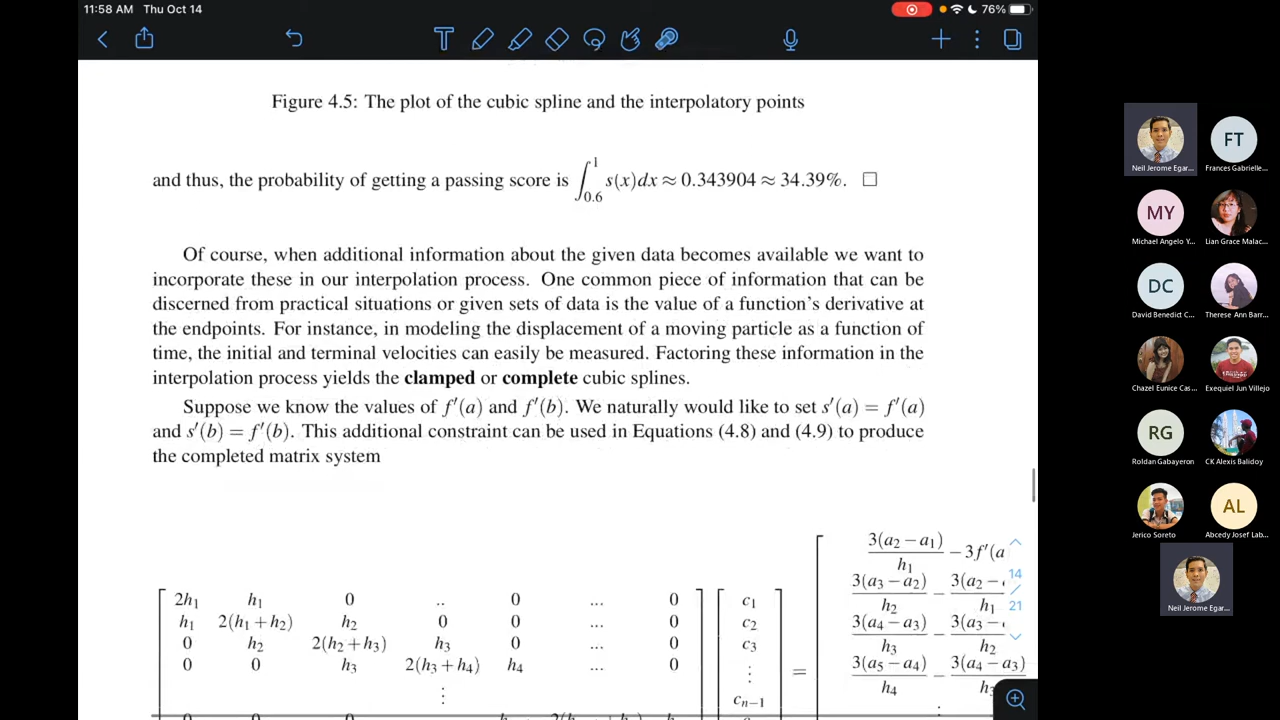 11:58 AM Thu Oct 14
76%
Figure 4.5: The plot of the cubic spline and the interpolatory points
and thus, the probability of getting a passing score is ∫_{0.6}^{1} s(x)dx ≈ 0.343904 ≈ 34.39%. □
Of course, when additional information about the given data becomes available we want to
incorporate these in our interpolation process. One common piece of information that can be
discerned from practical situations or given sets of data is the value of a function's derivative at
the endpoints. For instance, in modeling the displacement of a moving particle as a function of
time, the initial and terminal velocities can easily be measured. Factoring these information in the
interpolation process yields the clamped or complete cubic splines.
Suppose we know the values of f′(a) and f′(b). We naturally would like to set s′(a) = f′(a)
and s′(b) = f′(b). This additional constraint can be used in Equations (4.8) and (4.9) to produce
the completed matrix system
2h₁ h₁ 0 .. 0 ... 0
h₁ 2(h₁+h₂) h₂ 0 0 ... 0
0 h₂ 2(h₂+h₃) h₃ 0 ... 0
0 0 h₃ 2(h₃+h₄) h₄ ... 0
⋮
c₁
c₂
c₃
⋮
cₙ₋₁
=
3(a₂−a₁)/h₁ − 3f′(a
3(a₃−a₂)/h₂ − 3(a₂−
h₁
3(a₄−a₃)/h₃ − 3(a₃−
h₂
3(a₅−a₄)/h₄ − 3(a₄−a₃)
14
/
21
Neil Jerome Egar...
FT
Frances Gabrielle...
MY
Michael Angelo Y...
Lian Grace Malac...
DC
David Benedict C...
Therese Ann Barr...
Chazel Eunice Cas...
Exequiel Jun Villejo
RG
Roldan Gabayeron
CK Alexis Balidoy
Jerico Soreto
AL
Abcedy Josef Lab...
Neil Jerome Egar...